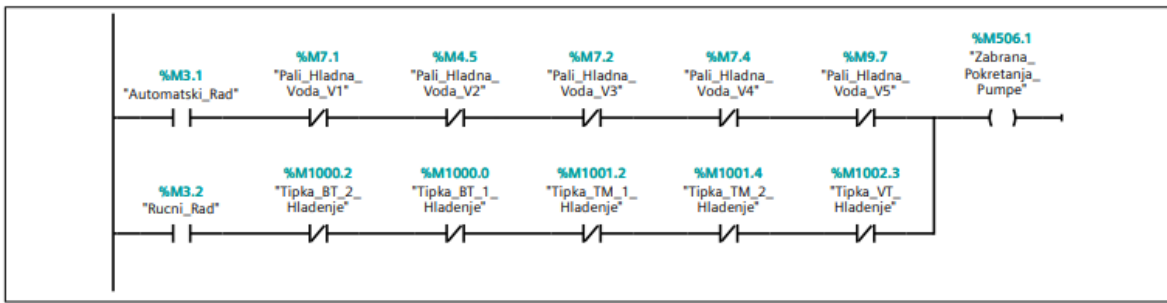 %M3.1
"Automatski_Rad"
%M7.1
"Pali_Hladna_
Voda_V1"
%M4.5
"Pali_Hladna_
Voda_V2"
%M7.2
"Pali_Hladna_
Voda_V3"
%M7.4
"Pali_Hladna_
Voda_V4"
%M9.7
"Pali_Hladna_
Voda_V5"
%M506.1
"Zabrana_
Pokretanja_
Pumpe"
%M3.2
"Rucni_Rad"
%M1000.2
"Tipka_BT_2_
Hladenje"
%M1000.0
"Tipka_BT_1_
Hladenje"
%M1001.2
"Tipka_TM_1_
Hladenje"
%M1001.4
"Tipka_TM_2_
Hladenje"
%M1002.3
"Tipka_VT_
Hladenje"